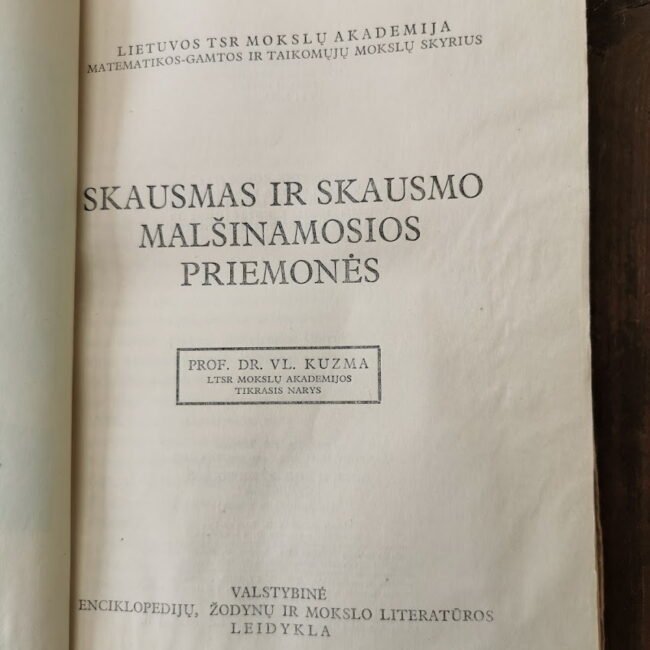 LIETUVOS TSR MOKSLŲ AKADEMIJA
MATEMATIKOS-GAMTOS IR TAIKOMŲJŲ MOKSLŲ SKYRIUS
SKAUSMAS IR SKAUSMO
MALŠINAMOSIOS
PRIEMONĖS
PROF. DR. VL. KUZMA
LTSR MOKSLŲ AKADEMIJOS
TIKRASIS NARYS
VALSTYBINĖ
ENCIKLOPEDIJŲ, ŽODYNŲ IR MOKSLO LITERATŪROS
LEIDYKLA